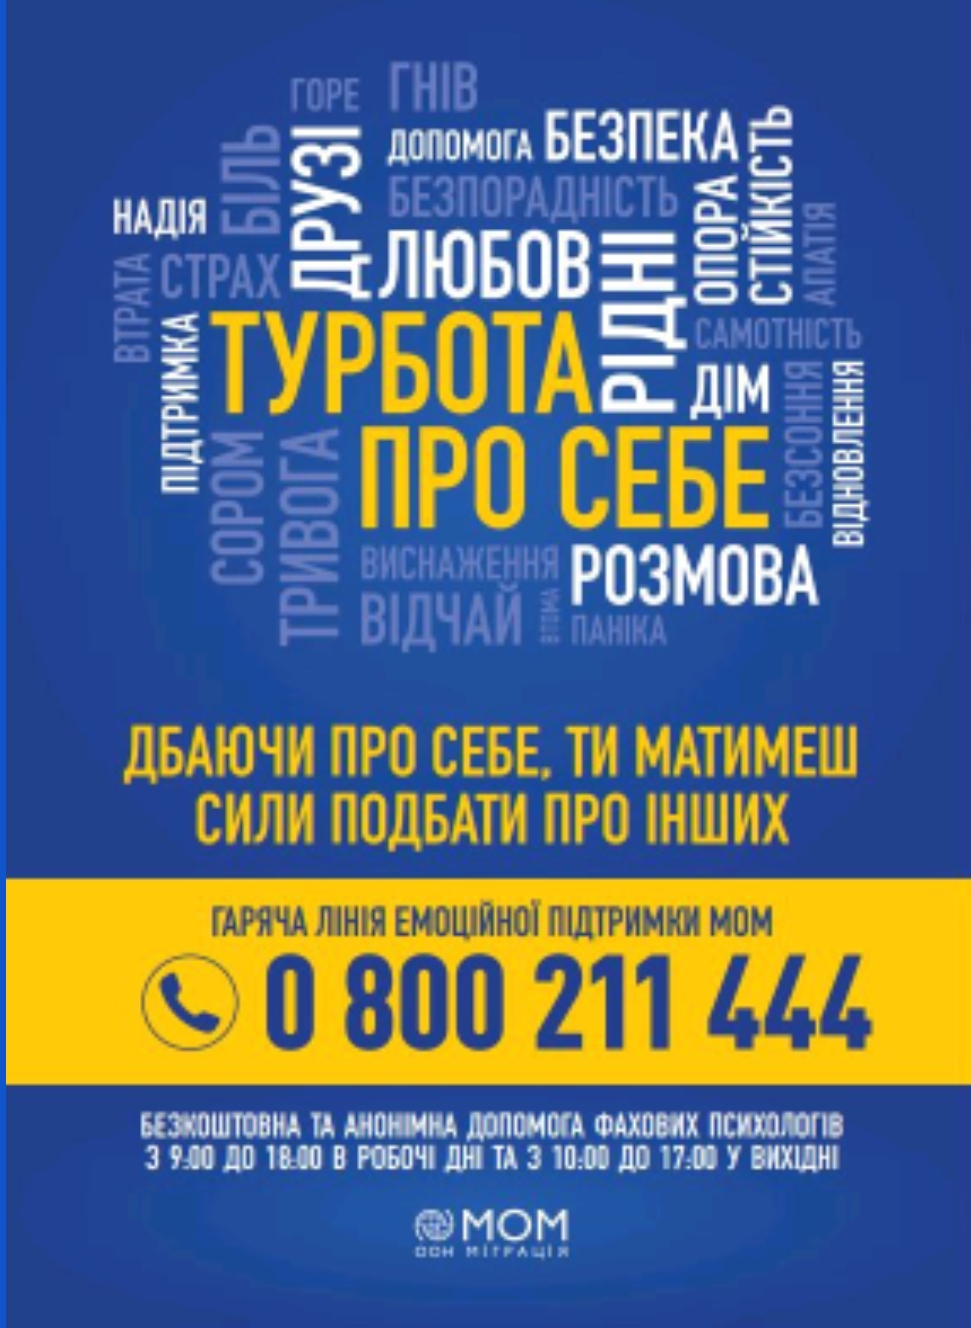 ГОРЕ
ГНІВ
БІЛЬ
ДРУЗІ
ДОПОМОГА
БЕЗПЕКА
СТІЙКІСТЬ
БЕЗПОРАДНІСТЬ
ОПОРА
НАДІЯ
АПАТІЯ
ЛЮБОВ
РІДНІ
ВТРАТА
СТРАХ
ПІДТРИМКА
ТУРБОТА
САМОТНІСТЬ
ДІМ
БЕЗСОННЯ
ВІДНОВЛЕННЯ
СОРОМ
ТРИВОГА
ПРО СЕБЕ
ВИСНАЖЕННЯ
РОЗМОВА
ВІДЧАЙ
ВТОМА
ПАНІКА
ДБАЮЧИ ПРО СЕБЕ, ТИ МАТИМЕШ
СИЛИ ПОДБАТИ ПРО ІНШИХ
ГАРЯЧА ЛІНІЯ ЕМОЦІЙНОЇ ПІДТРИМКИ МОМ
0 800 211 444
БЕЗКОШТОВНА ТА АНОНІМНА ДОПОМОГА ФАХОВИХ ПСИХОЛОГІВ
З 9:00 ДО 18:00 В РОБОЧІ ДНІ ТА З 10:00 ДО 17:00 У ВИХІДНІ
МОМ
ООН МІГРАЦІЯ